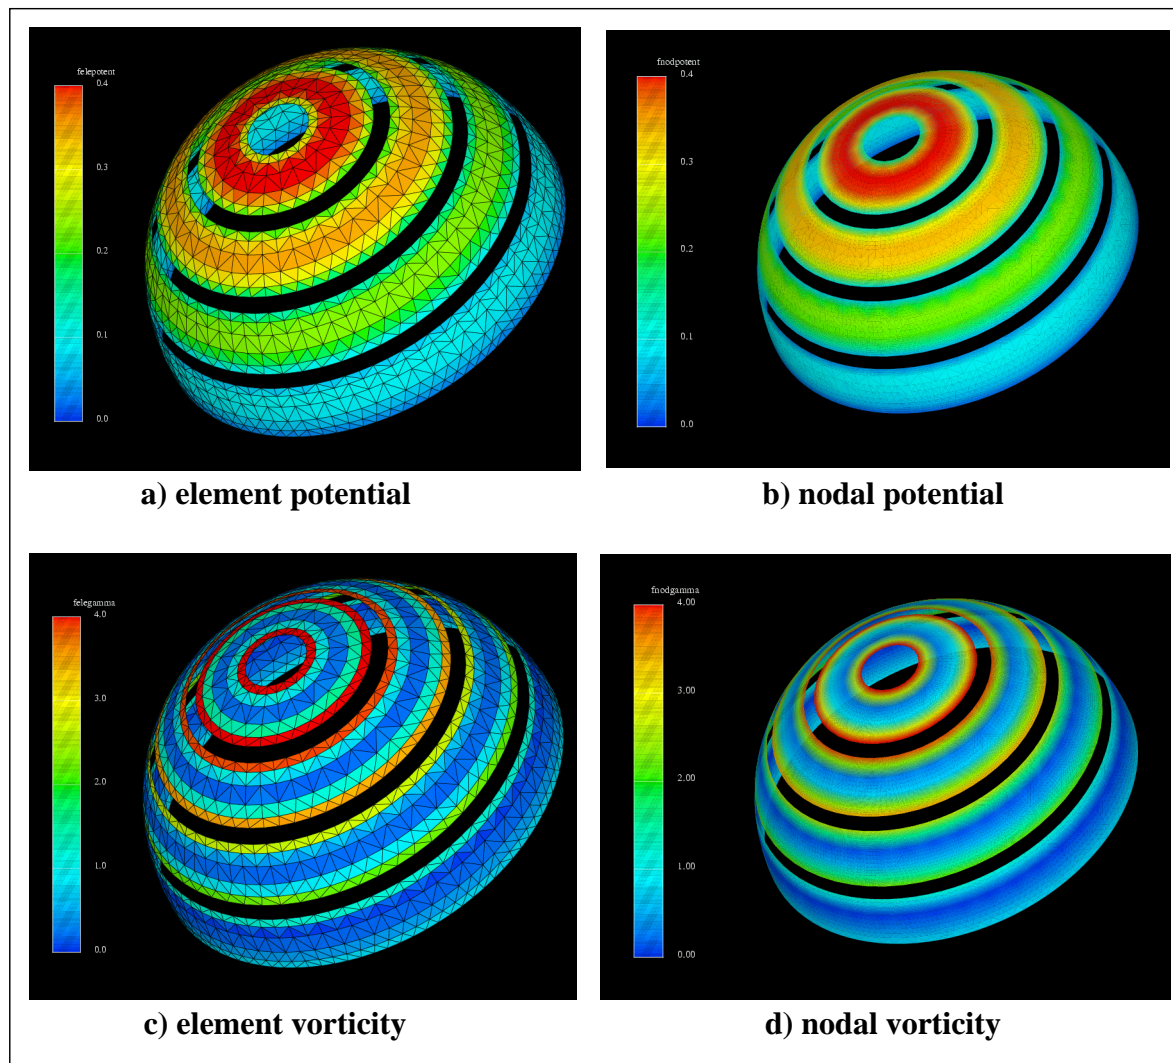 felepotent
0.4
0.3
0.2
0.1
0.0
a) element potential
fnodpotent
0.4
0.3
0.2
0.1
0.0
b) nodal potential
felegamma
4.0
3.0
2.0
1.0
0.0
c) element vorticity
fnodgamma
4.00
3.00
2.00
1.00
0.00
d) nodal vorticity